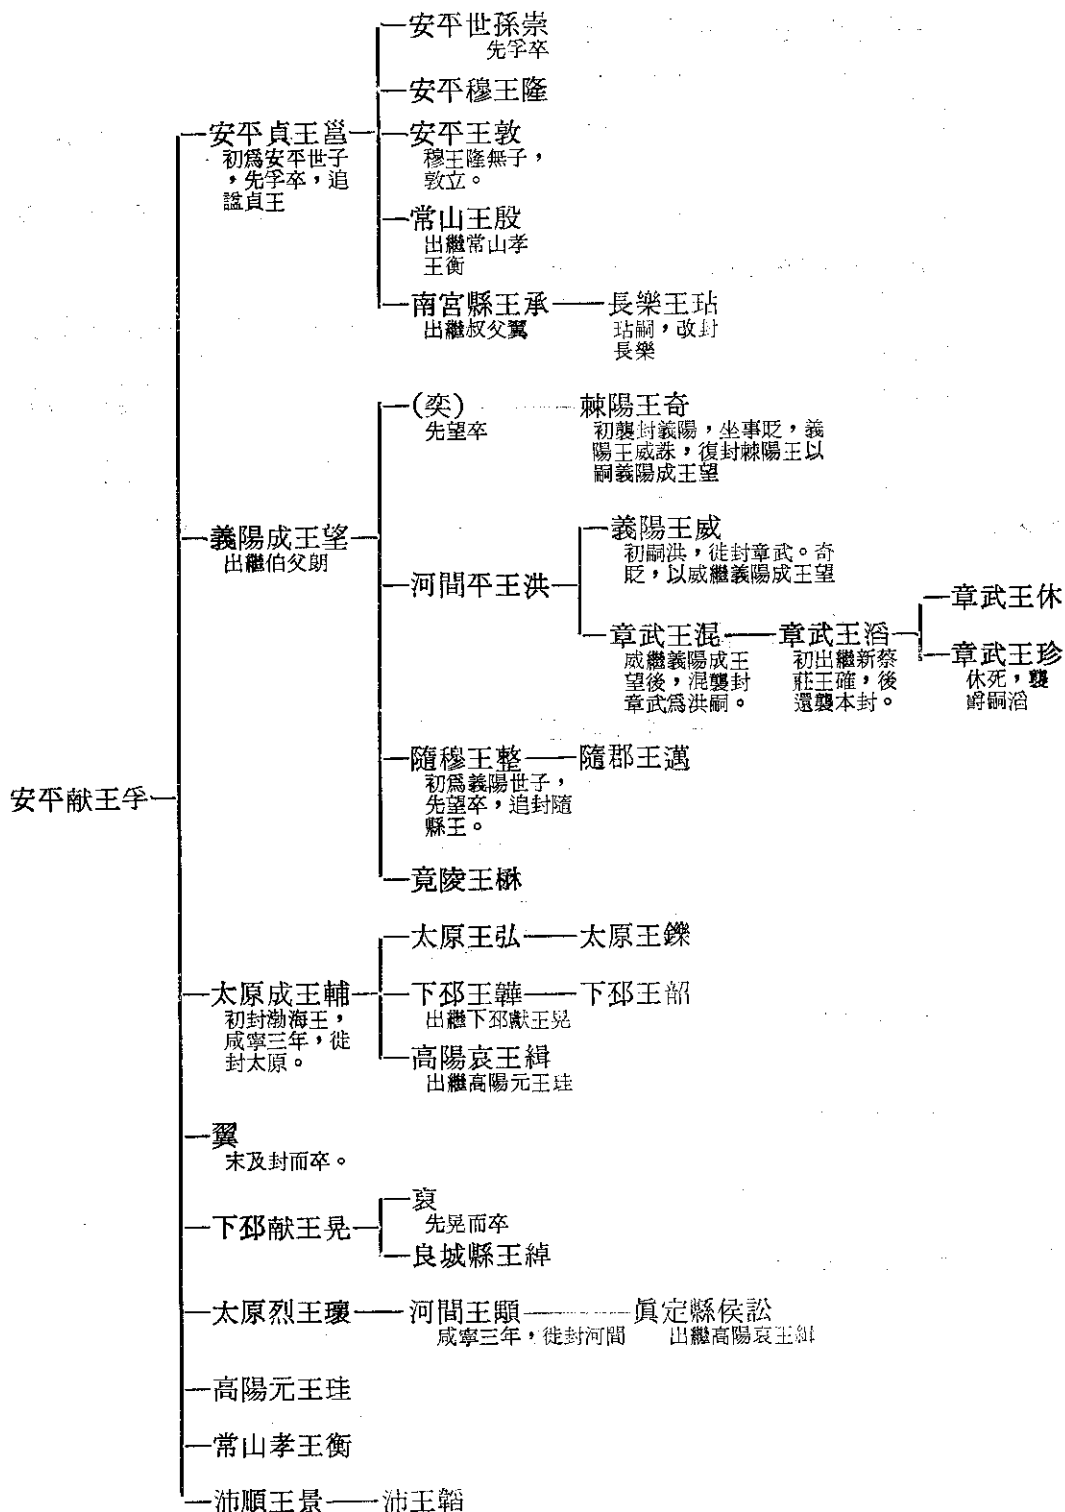 安平世孫崇
先孚卒
安平穆王隆
安平貞王邕
初爲安平世子
，先孚卒，追
諡貞王
安平王敦
穆王隆無子，
敦立。
常山王殷
出繼常山孝
王衡
南宮縣王承
出繼叔父翼
長樂王玷
玷嗣，改封
長樂
(奕)
先望卒
棘陽王奇
初襲封義陽，坐事貶，義
陽王威誅，復封棘陽王以
嗣義陽成王望
義陽成王望
出繼伯父朗
河間平王洪
義陽王威
初嗣洪，徙封章武。奇
貶，以威繼義陽成王望
章武王混
威繼義陽成王
望後，混襲封
章武爲洪嗣。
章武王滔
初出繼新蔡
莊王確，後
還襲本封。
章武王休
章武王珍
休死，襲
爵嗣滔
隨穆王整
初爲義陽世子，
先望卒，追封隨
縣王。
隨郡王邁
竟陵王楙
安平献王孚
太原成王輔
初封渤海王，
咸寧三年，徙
封太原。
太原王弘
太原王鑠
下邳王韡
出繼下邳獻王晃
下邳王韶
高陽哀王緝
出繼高陽元王珪
翼
末及封而卒。
下邳献王晃
裒
先晃而卒
良城縣王綽
太原烈王瓌
河間王顒
咸寧三年，徙封河間
眞定縣侯訟
出繼高陽哀王緝
高陽元王珪
常山孝王衡
沛順王景
沛王韜